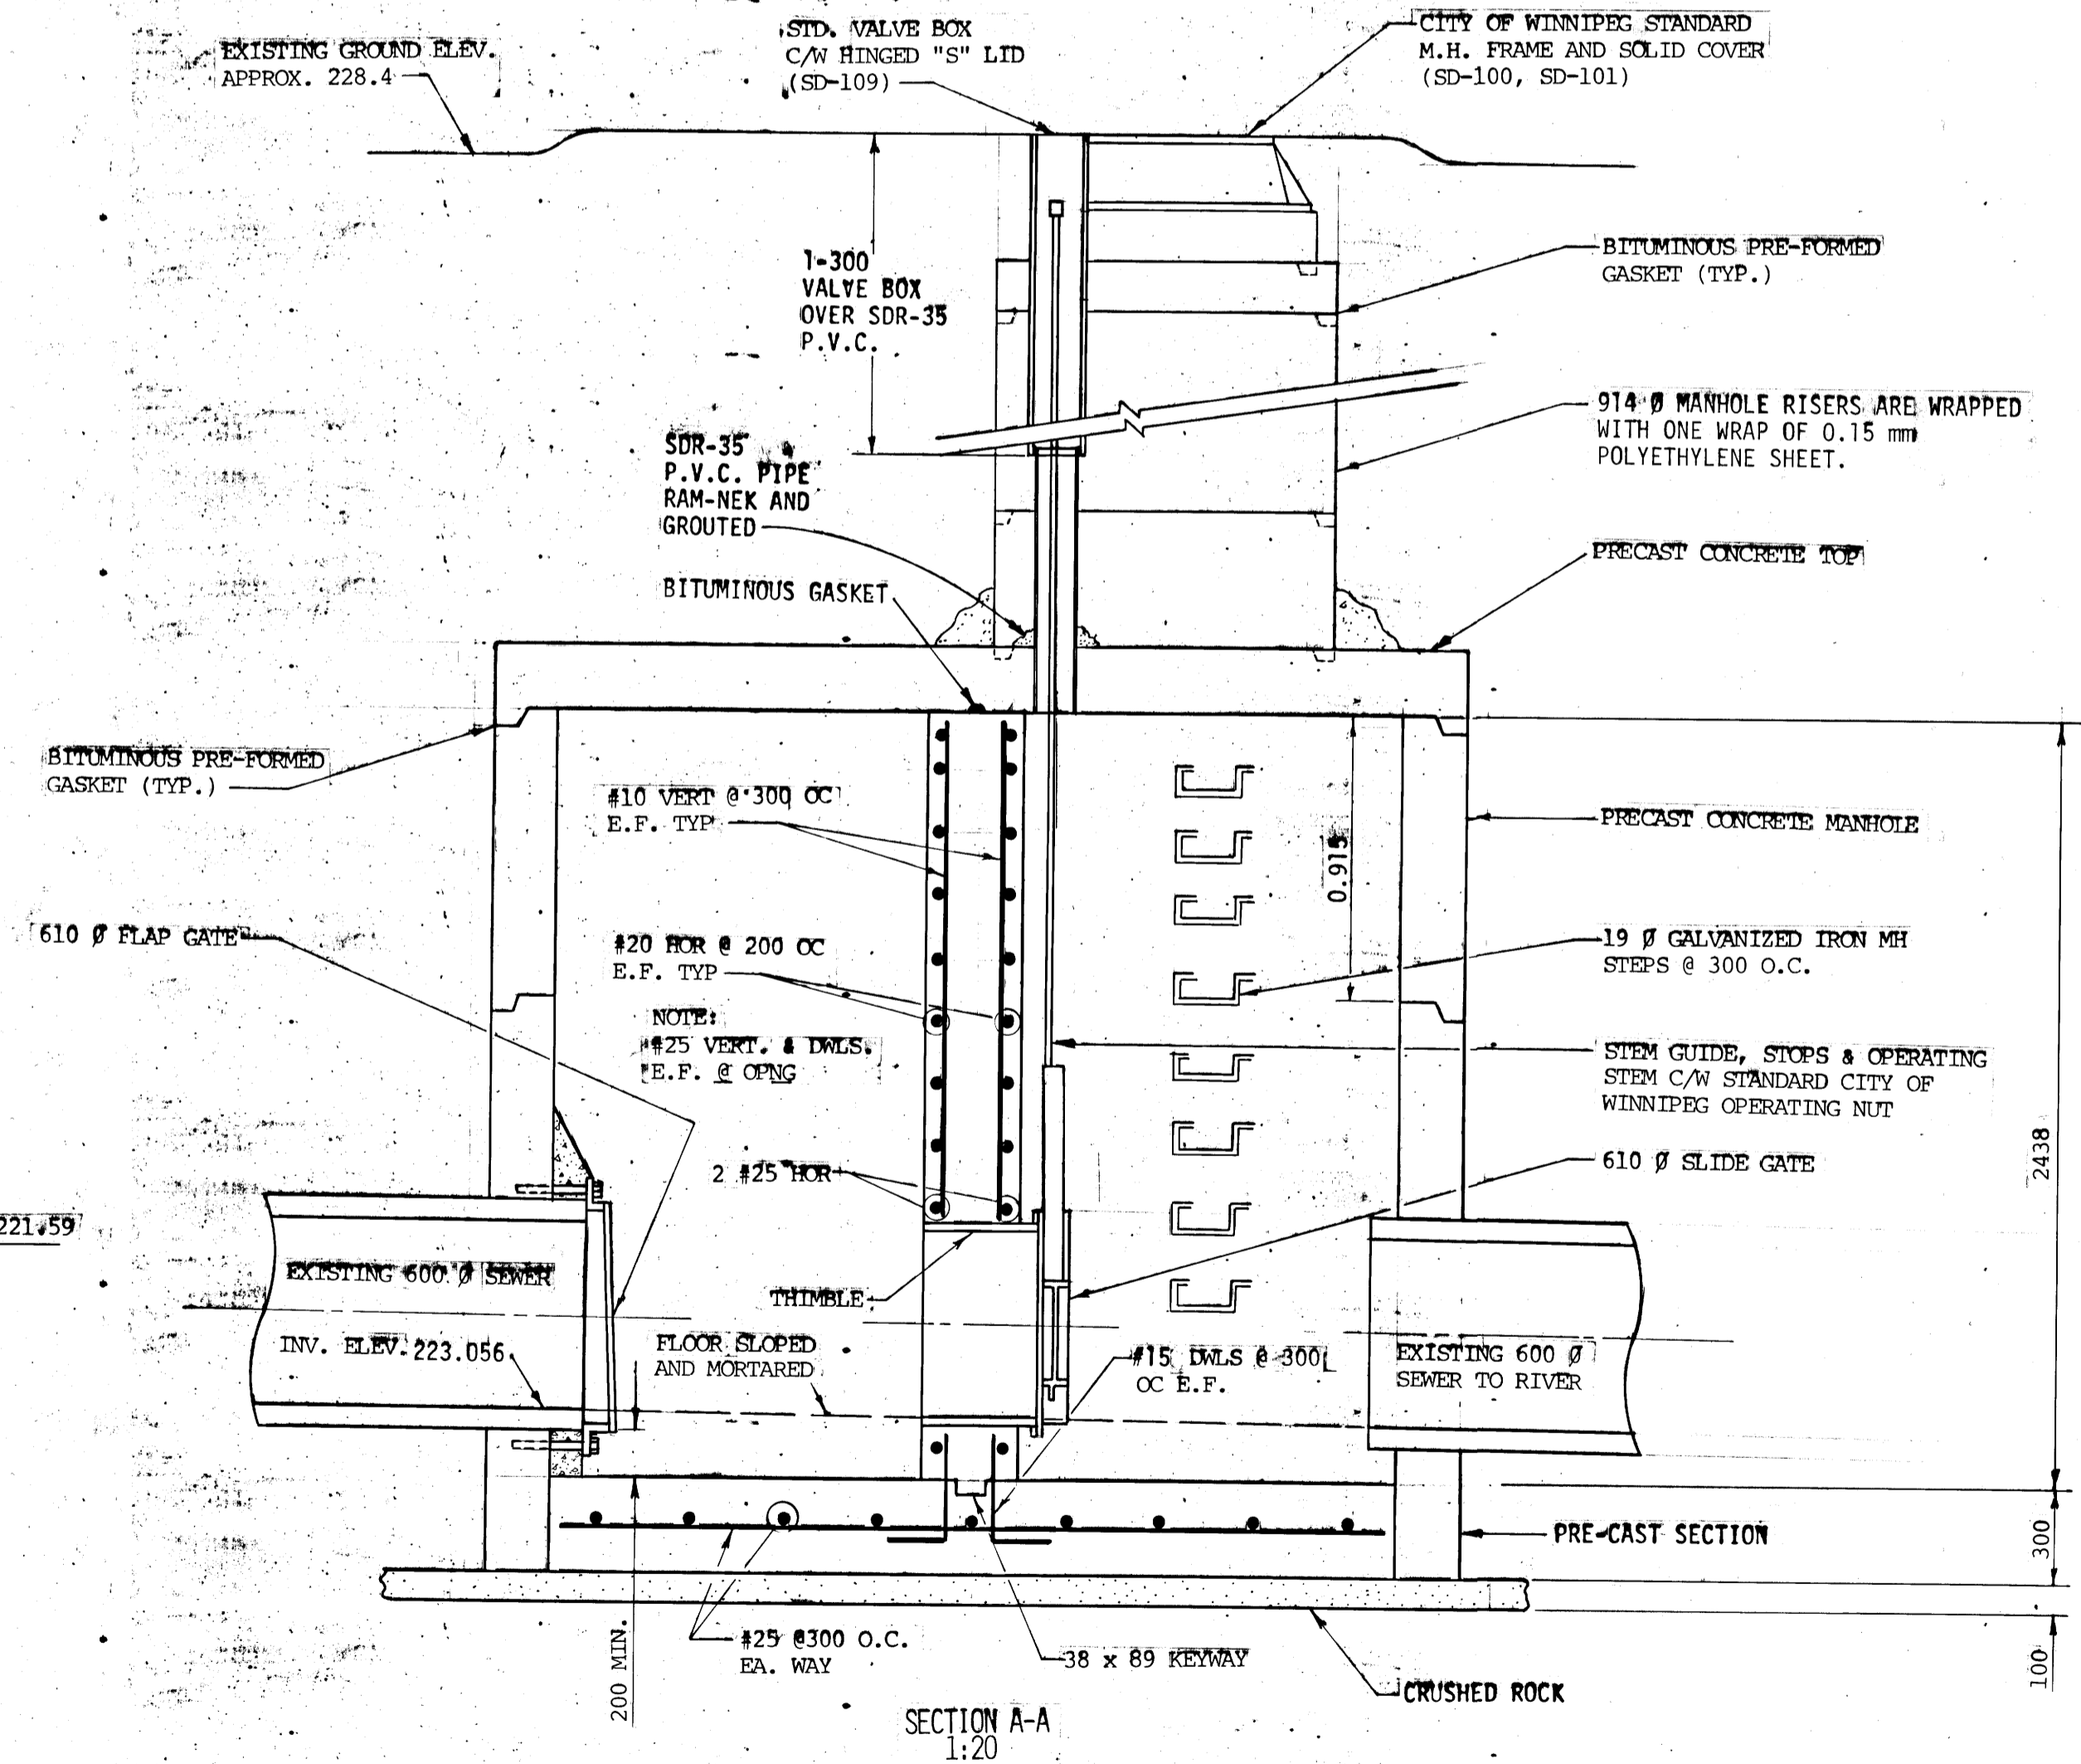 STD. VALVE BOX
C/W HINGED "S" LID
(SD-109)
CITY OF WINNIPEG STANDARD
M.H. FRAME AND SOLID COVER
(SD-100, SD-101)
EXISTING GROUND ELEV.
APPROX. 228.4
1-300
VALVE BOX
OVER SDR-35
P.V.C.
BITUMINOUS PRE-FORMED
GASKET (TYP.)
914 Ø MANHOLE RISERS ARE WRAPPED
WITH ONE WRAP OF 0.15 mm
POLYETHYLENE SHEET.
SDR-35
P.V.C. PIPE
RAM-NEK AND
GROUTED
PRECAST CONCRETE TOP
BITUMINOUS GASKET
BITUMINOUS PRE-FORMED
GASKET (TYP.)
#10 VERT @ 300 OC
E.F. TYP
PRECAST CONCRETE MANHOLE
0.915
610 Ø FLAP GATE
#20 HOR @ 200 OC
E.F. TYP
19 Ø GALVANIZED IRON MH
STEPS @ 300 O.C.
NOTE:
#25 VERT. & DWLS.
E.F. @ OPNG
STEM GUIDE, STOPS & OPERATING
STEM C/W STANDARD CITY OF
WINNIPEG OPERATING NUT
2 #25 HOR
610 Ø SLIDE GATE
2438
221.59
EXISTING 600 Ø SEWER
THIMBLE
INV. ELEV. 223.056
FLOOR SLOPED
AND MORTARED
#15 DWLS @ 300
OC E.F.
EXISTING 600 Ø
SEWER TO RIVER
PRE-CAST SECTION
300
200 MIN.
#25 @300 O.C.
EA. WAY
38 x 89 KEYWAY
CRUSHED ROCK
100
SECTION A-A
1:20